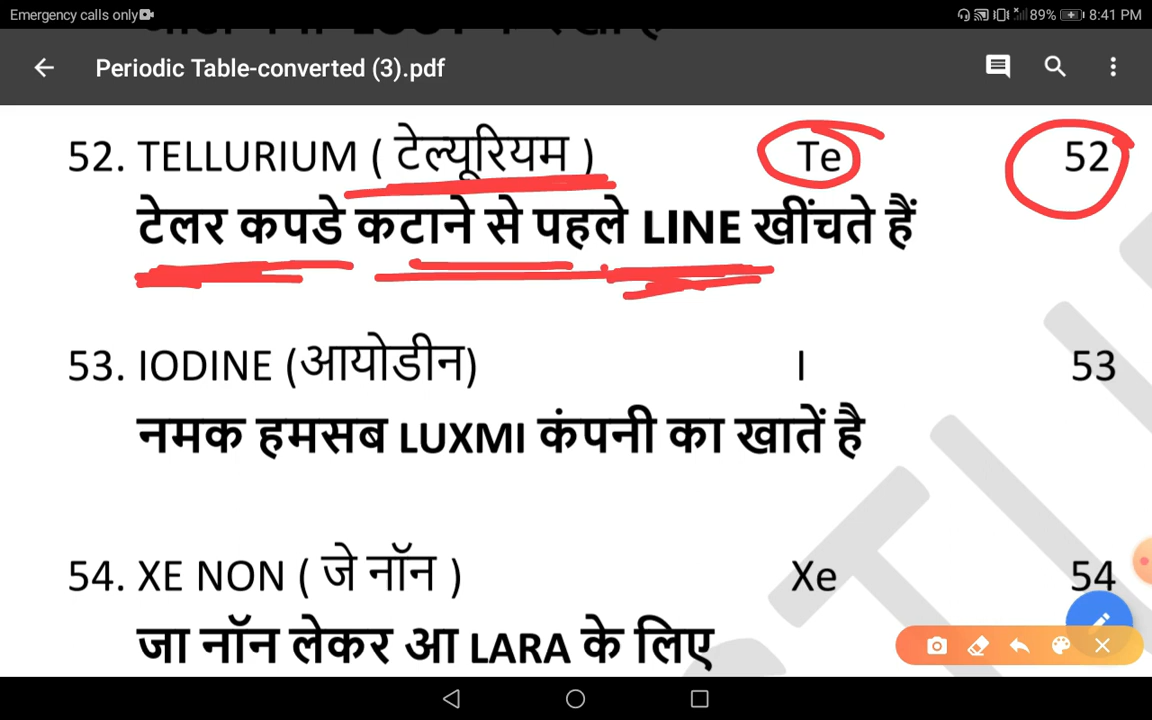 Emergency calls only 89% 8:41 PM
Periodic Table-converted (3).pdf
52. TELLURIUM ( टेल्यूरियम ) Te 52
टेलर कपडे कटाने से पहले LINE खींचते हैं
53. IODINE (आयोडीन) I 53
नमक हमसब LUXMI कंपनी का खातें है
54. XE NON ( जे नॉन ) Xe 54
जा नॉन लेकर आ LARA के लिए